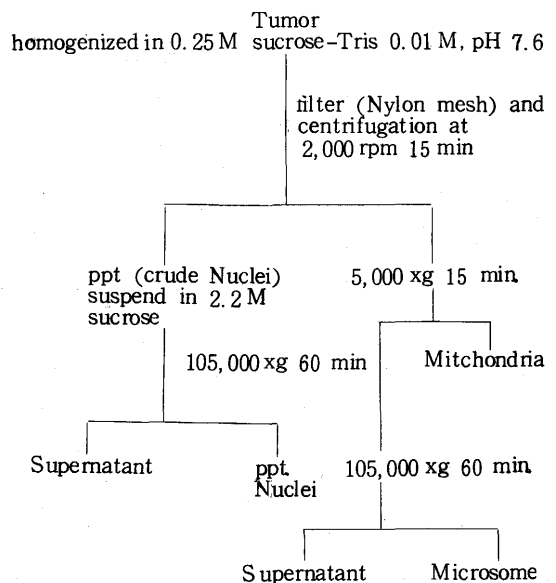 Tumor
homogenized in 0.25 M sucrose-Tris 0.01 M, pH 7.6
filter (Nylon mesh) and
centrifugation at
2,000 rpm 15 min
ppt (crude Nuclei)
suspend in 2.2 M
sucrose
5,000 xg 15 min.
105,000 xg 60 min
Mitchondria
Supernatant
ppt.
Nuclei
105,000 xg 60 min.
Supernatant
Microsome